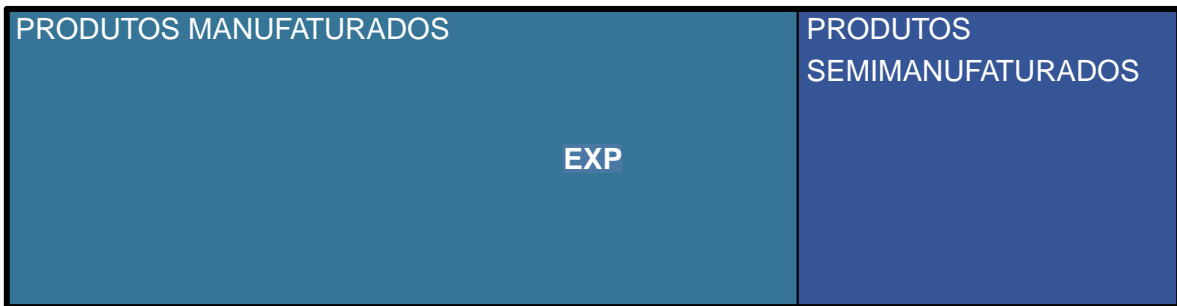 PRODUTOS MANUFATURADOS
PRODUTOS
SEMIMANUFATURADOS
EXP